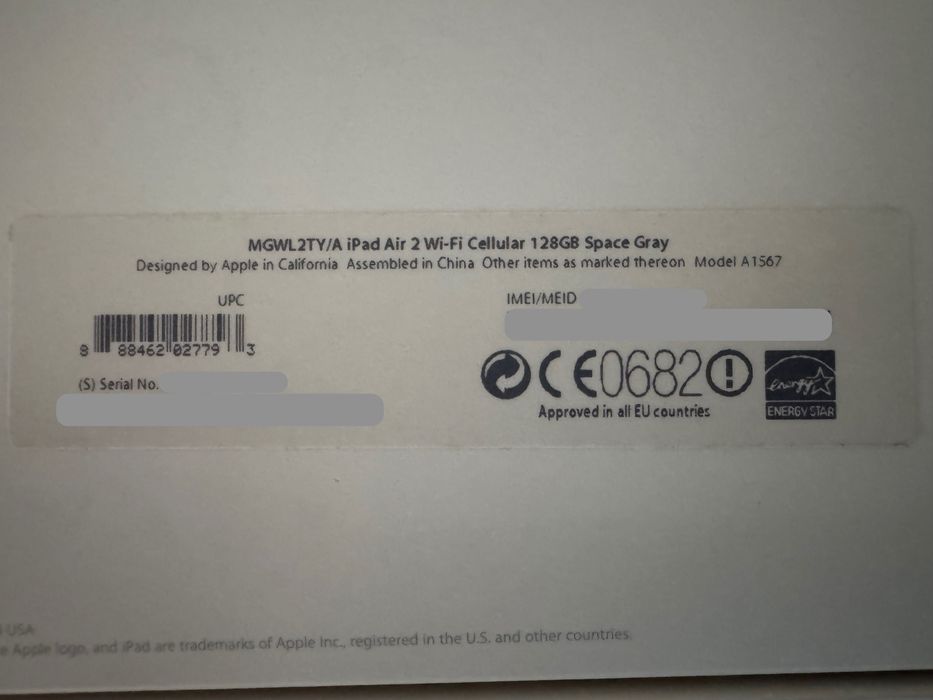 MGWL2TY/A iPad Air 2 Wi-Fi Cellular 128GB Space Gray
Designed by Apple in California Assembled in China Other items as marked thereon Model A1567
UPC
8 88462 02779 3
(S) Serial No.
IMEI/MEID
CE0682
Approved in all EU countries
energy
ENERGY STAR
USA
Apple logo, and iPad are trademarks of Apple Inc., registered in the U.S. and other countries.